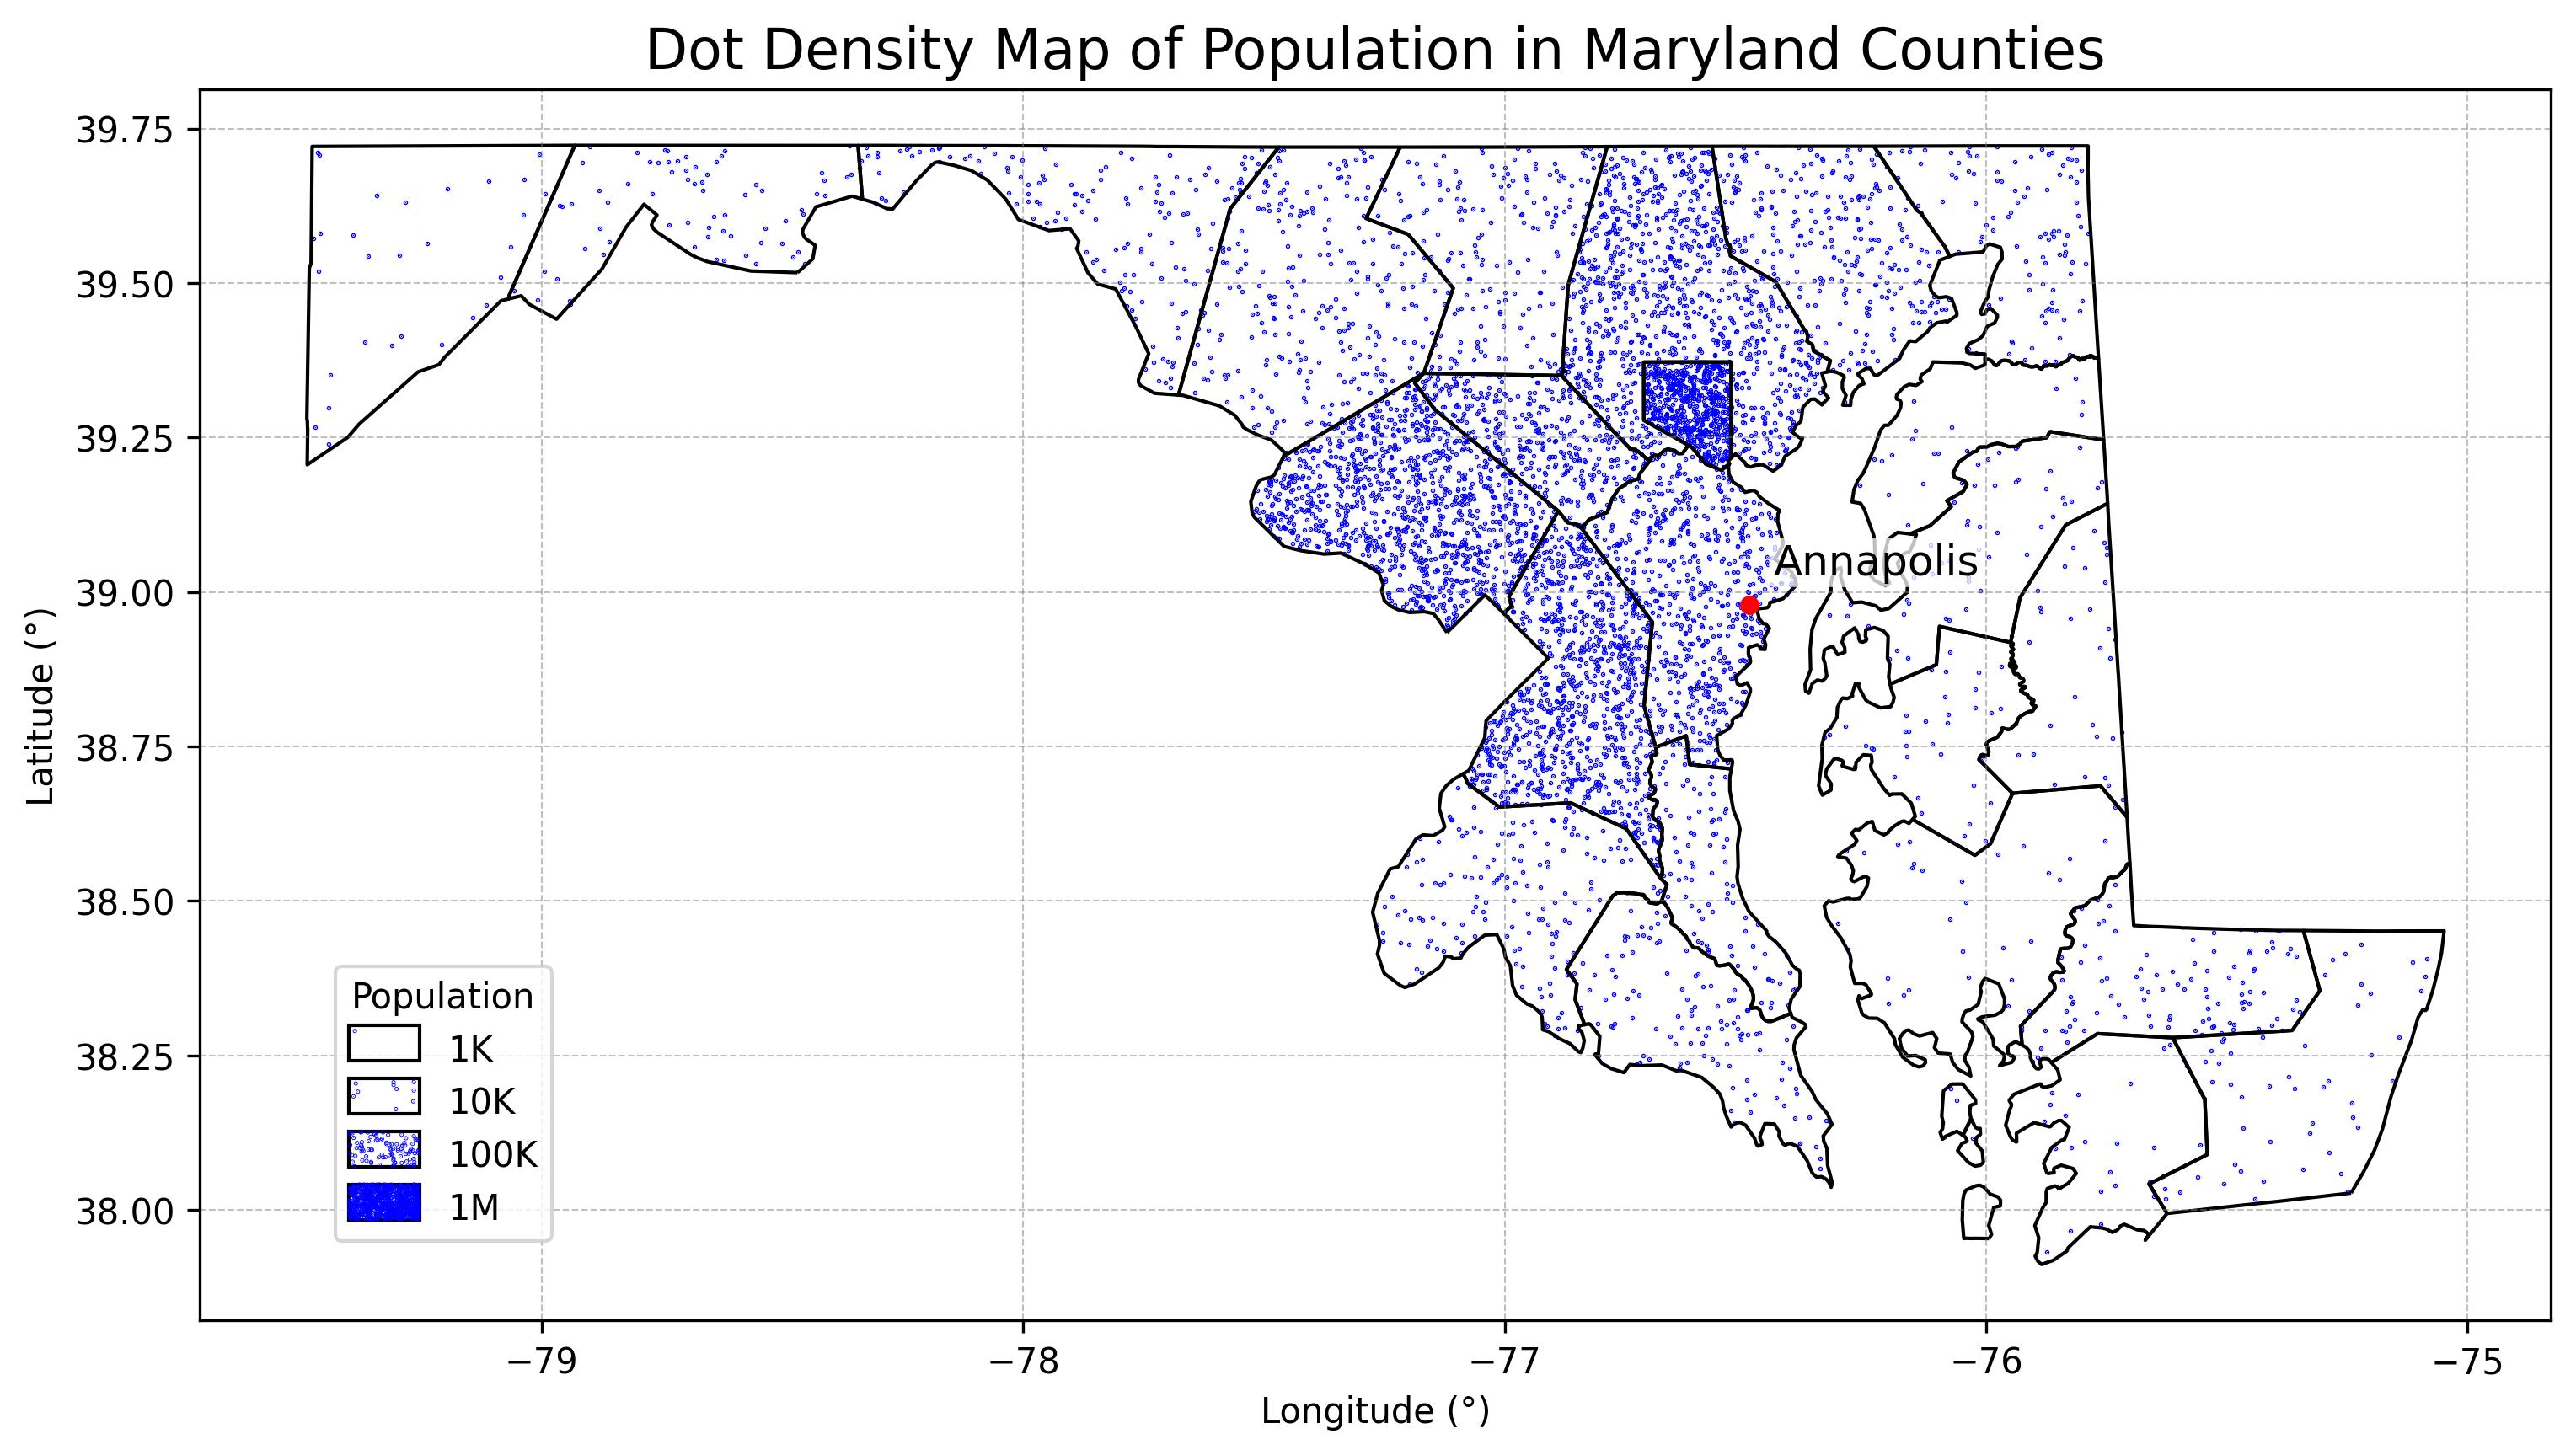 Dot Density Map of Population in Maryland Counties
39.75
39.50
39.25
39.00
38.75
38.50
38.25
38.00
Latitude (°)
Annapolis
Population
1K
10K
100K
1M
−79
−78
−77
−76
−75
Longitude (°)